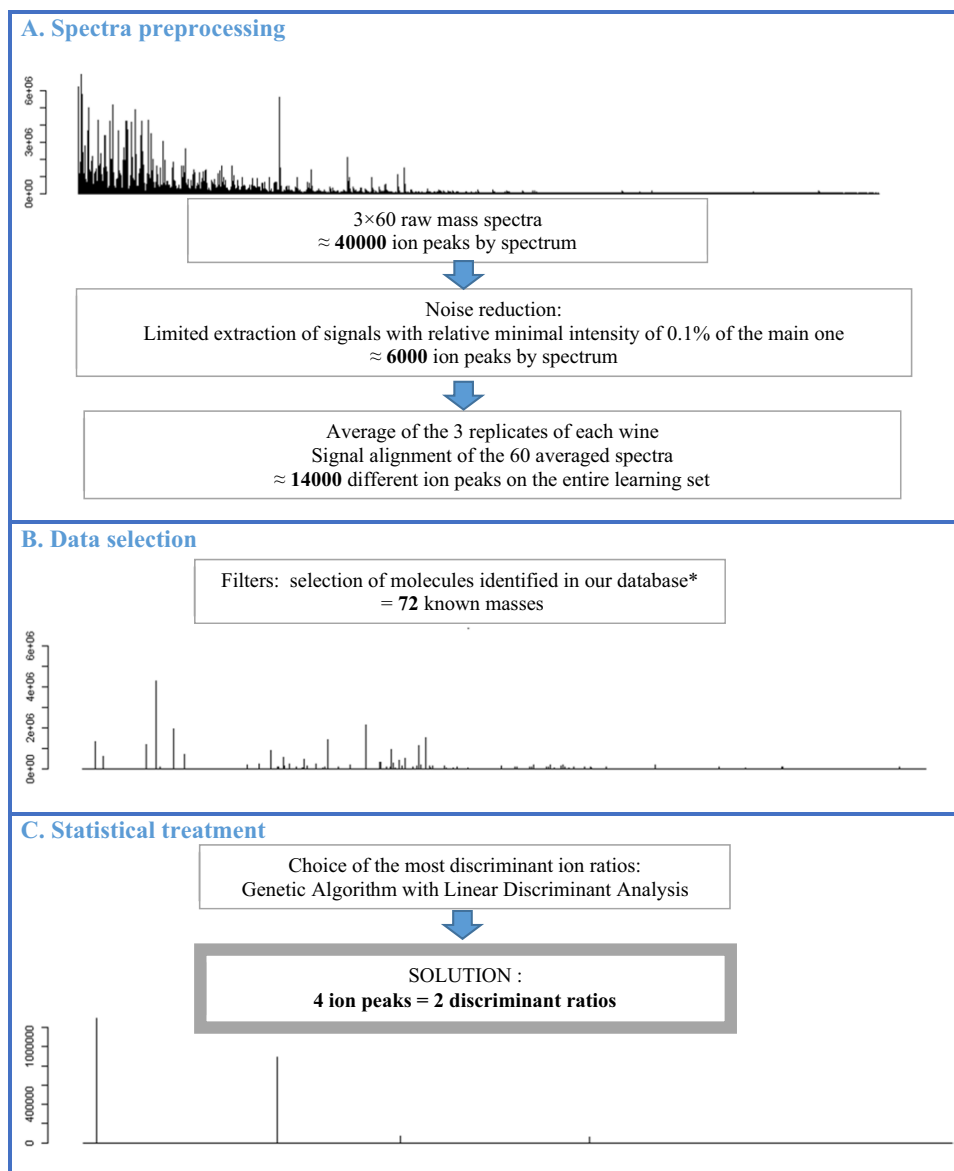 A. Spectra preprocessing
6e+06
3e+06
0e+00
3×60 raw mass spectra
≈ 40000 ion peaks by spectrum
Noise reduction:
Limited extraction of signals with relative minimal intensity of 0.1% of the main one
≈ 6000 ion peaks by spectrum
Average of the 3 replicates of each wine
Signal alignment of the 60 averaged spectra
≈ 14000 different ion peaks on the entire learning set
B. Data selection
Filters:  selection of molecules identified in our database*
= 72 known masses
6e+06
4e+06
2e+06
0e+00
C. Statistical treatment
Choice of the most discriminant ion ratios:
Genetic Algorithm with Linear Discriminant Analysis
SOLUTION :
4 ion peaks = 2 discriminant ratios
1000000
400000
0